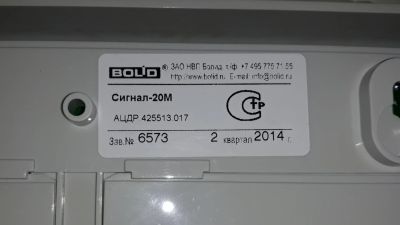 BOLID ® ЗАО НВП Болид, т/ф. +7 495 775 71 55
http://www.bolid.ru E-mail: info@bolid.ru
Сигнал-20М
АЦДР 425513.017
Зав.№ 6573 2 квартал 2014 г.